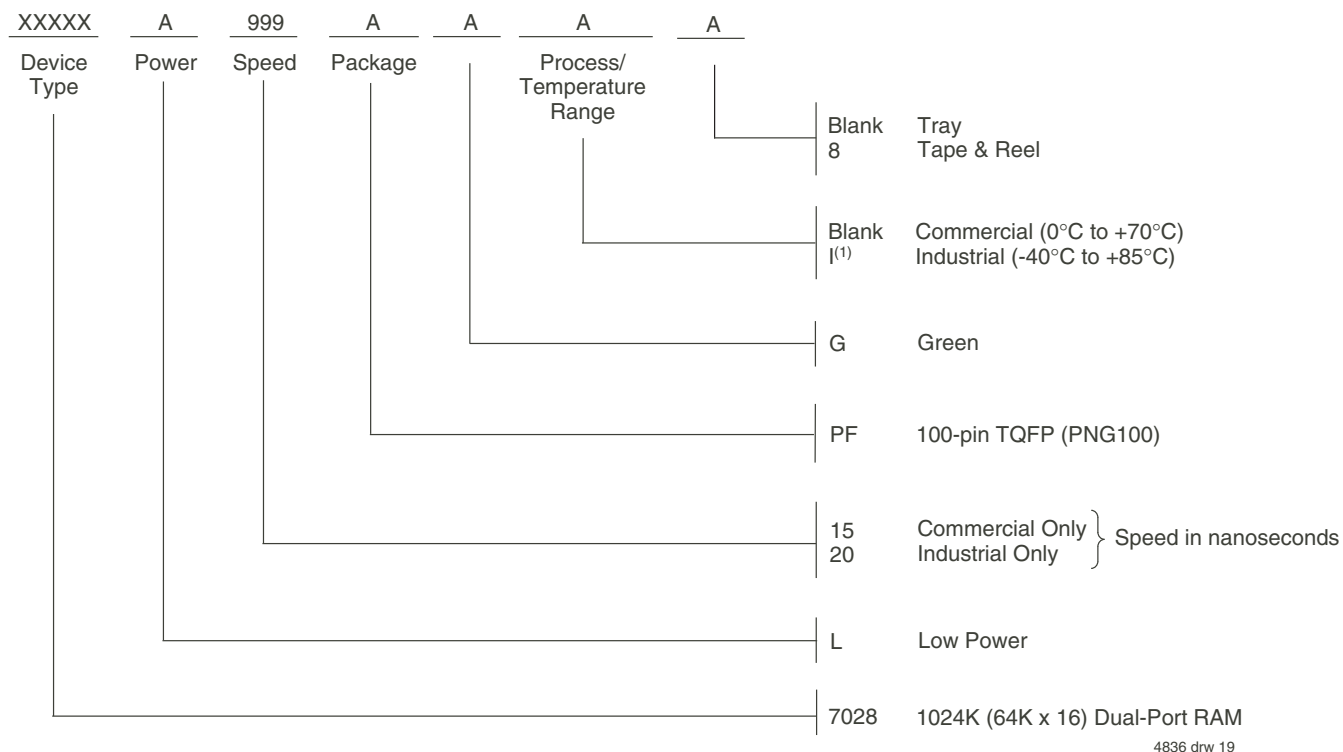 XXXXX A 999 A A A A
Device Type Power Speed Package Process/ Temperature Range
Blank Tray
8 Tape & Reel
Blank Commercial (0°C to +70°C)
I(1) Industrial (-40°C to +85°C)
G Green
PF 100-pin TQFP (PNG100)
15 Commercial Only
20 Industrial Only
Speed in nanoseconds
L Low Power
7028 1024K (64K x 16) Dual-Port RAM
4836 drw 19